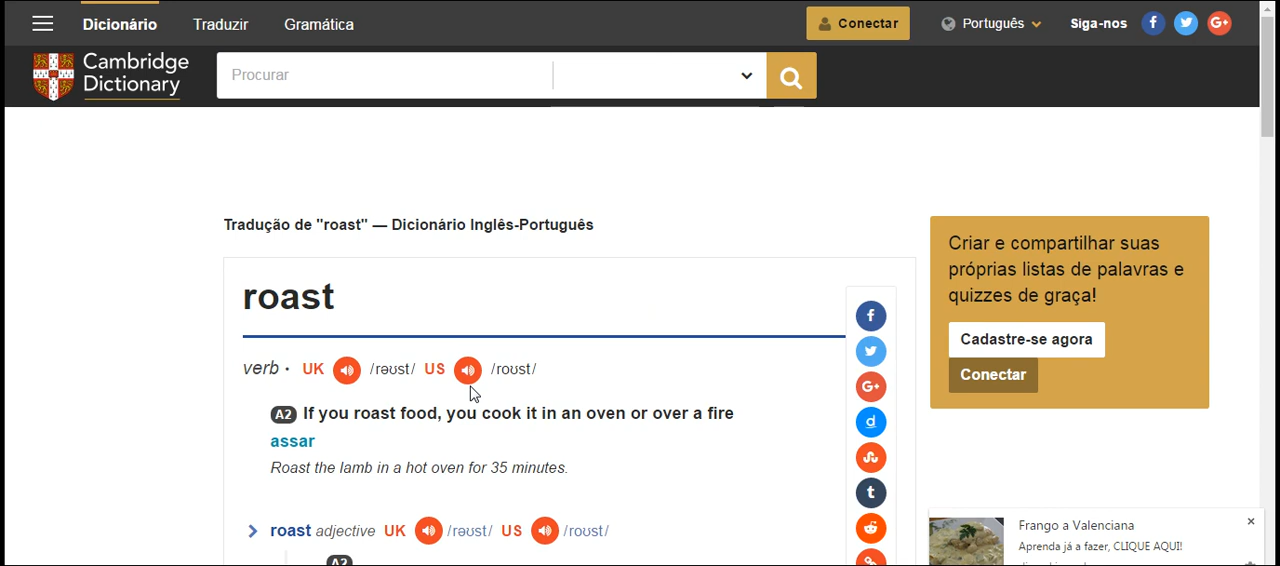 Dicionário Traduzir Gramática Conectar Português Siga-nos
Cambridge
Dictionary
Procurar
Tradução de "roast" — Dicionário Inglês-Português
roast
verb · UK /rəʊst/ US /roʊst/
A2 If you roast food, you cook it in an oven or over a fire
assar
Roast the lamb in a hot oven for 35 minutes.
roast adjective UK /rəʊst/ US /roʊst/
A2
Criar e compartilhar suas
próprias listas de palavras e
quizzes de graça!
Cadastre-se agora
Conectar
Frango a Valenciana
Aprenda já a fazer, CLIQUE AQUI!